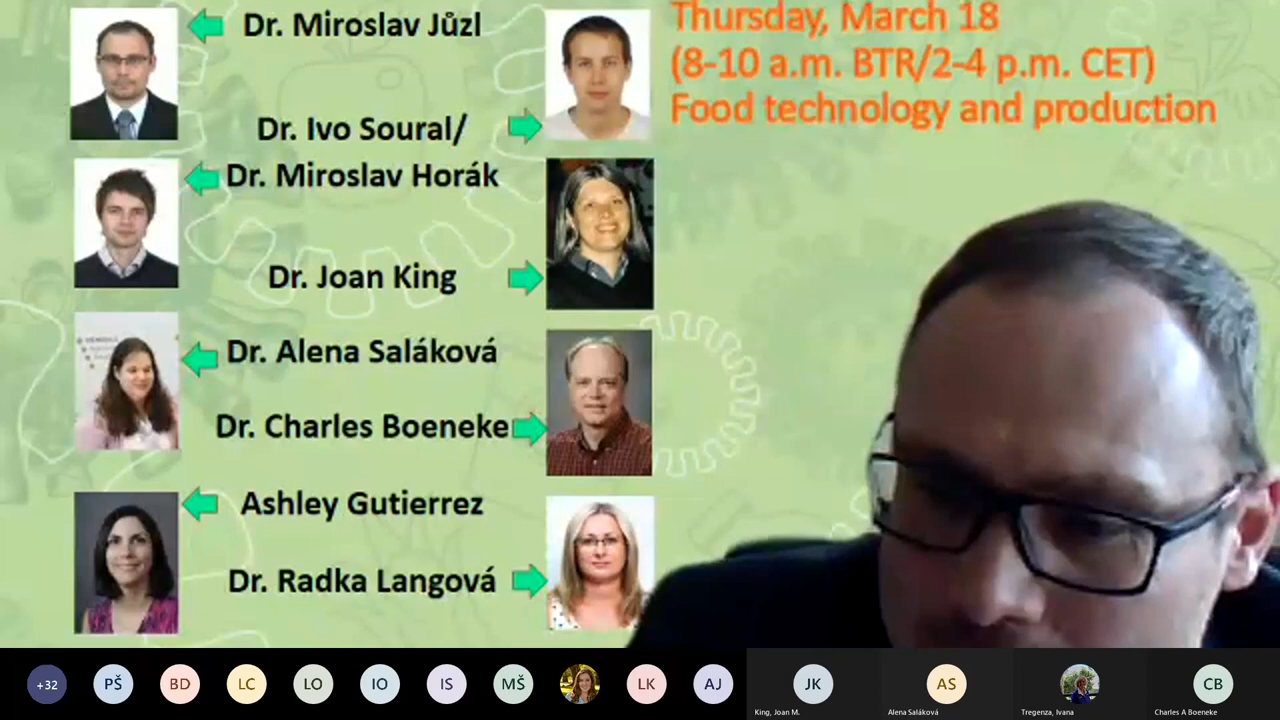 Dr. Miroslav Jůzl
Dr. Ivo Soural/
Dr. Miroslav Horák
Dr. Joan King
Dr. Alena Saláková
Dr. Charles Boeneke
Ashley Gutierrez
Dr. Radka Langová
Thursday, March 18
(8-10 a.m. BTR/2-4 p.m. CET)
Food technology and production
+32
PŠ
BD
LC
LO
IO
IS
MŠ
LK
AJ
JK
AS
CB
King, Joan M.
Alena Saláková
Tregenza, Ivana
Charles A Boeneke